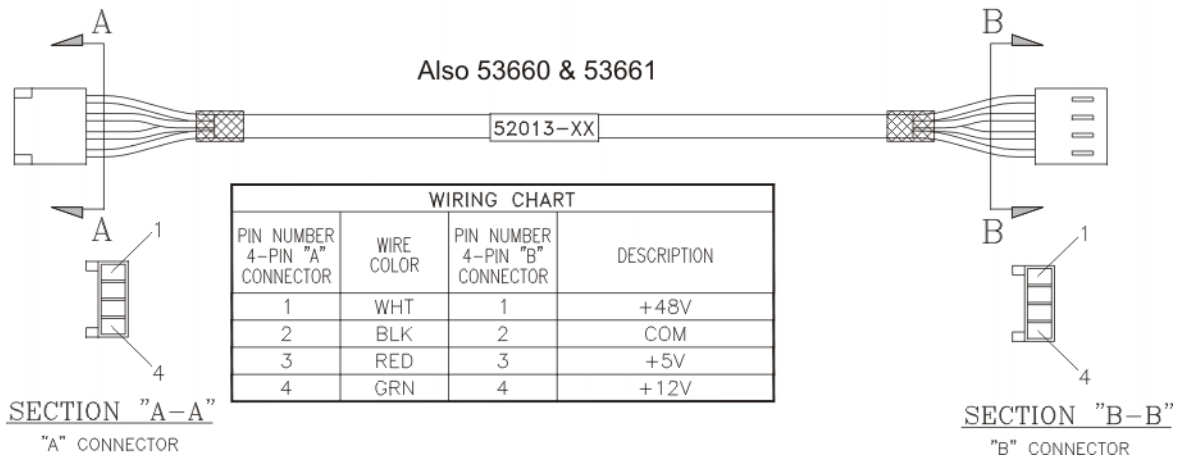 A
B
Also 53660 & 53661
52013-XX
A
B
WIRING CHART
PIN NUMBER 4-PIN "A" CONNECTOR WIRE COLOR PIN NUMBER 4-PIN "B" CONNECTOR DESCRIPTION
1 WHT 1 +48V
2 BLK 2 COM
3 RED 3 +5V
4 GRN 4 +12V
1
4
SECTION "A-A"
"A" CONNECTOR
1
4
SECTION "B-B"
"B" CONNECTOR